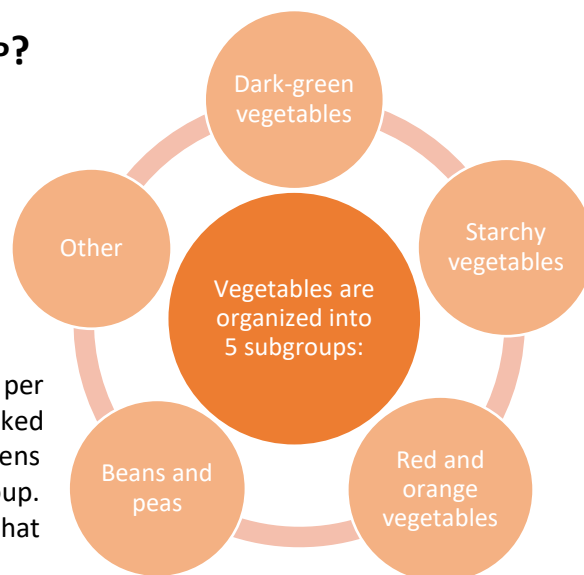 P?
Dark-green
vegetables
Starchy
vegetables
Red and
orange
vegetables
Beans and
peas
Other
Vegetables are
organized into
5 subgroups:
per
ked
ens
oup.
hat